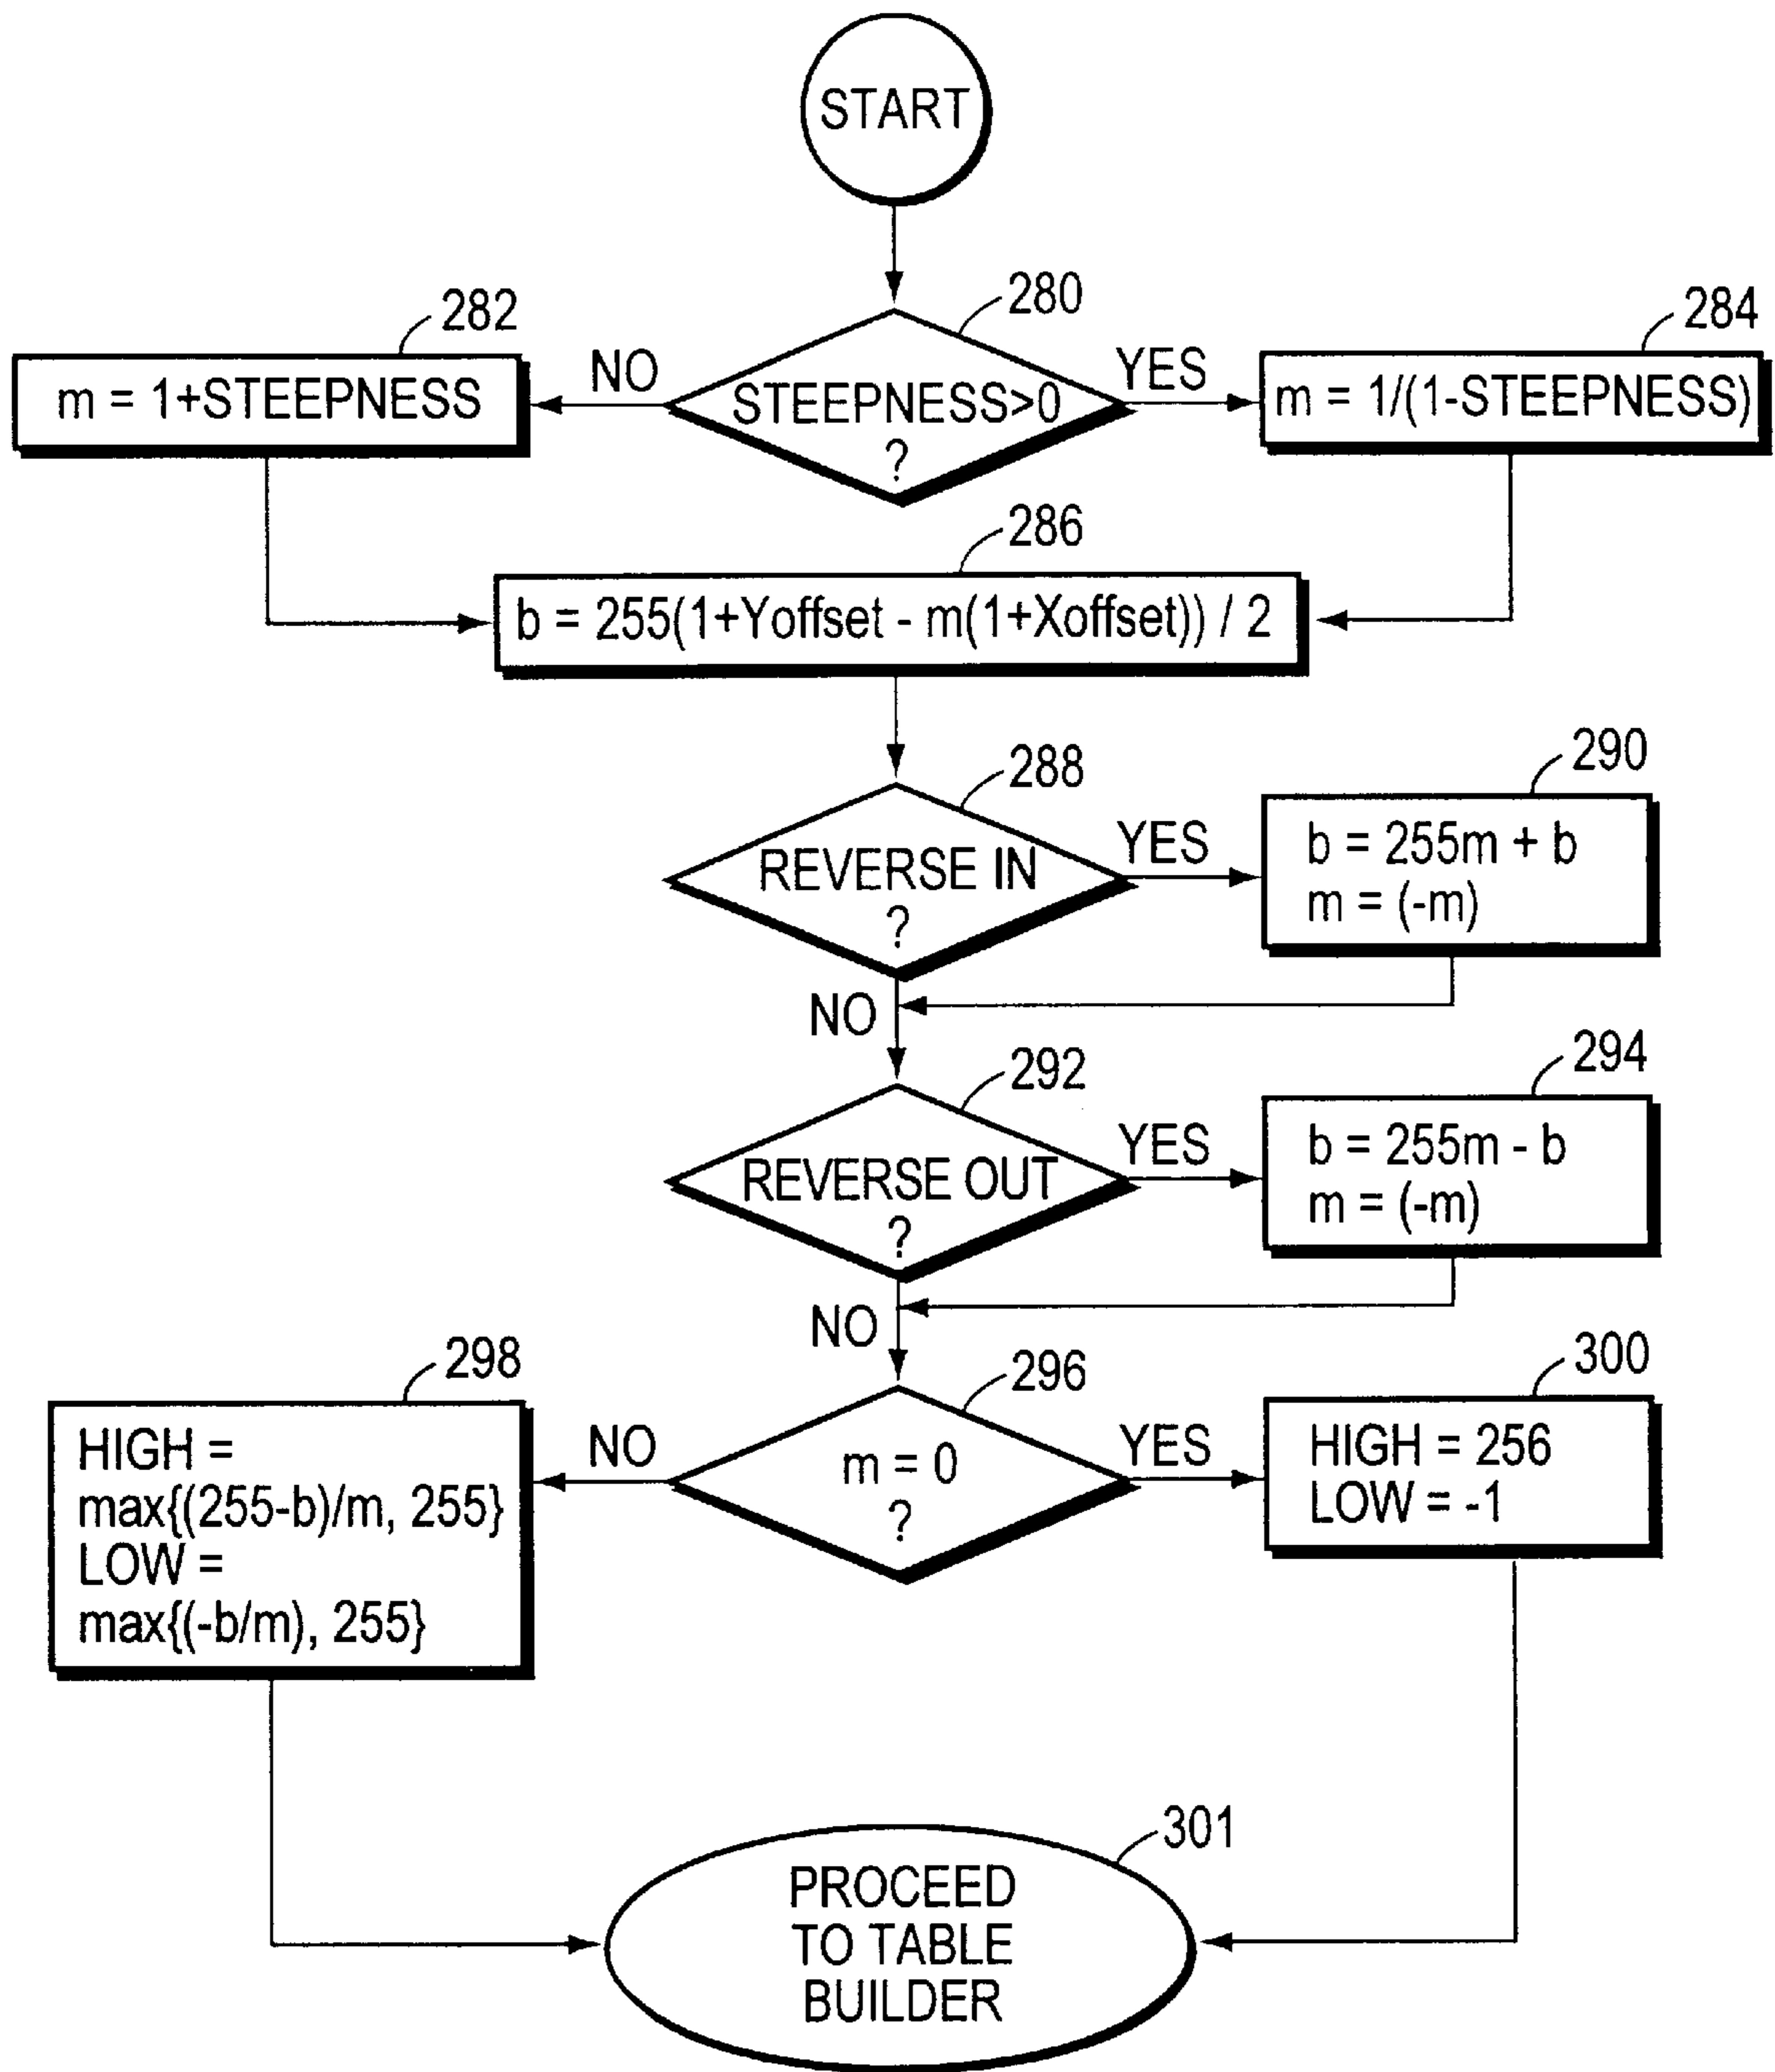 START
280
282
284
NO
YES
m = 1+STEEPNESS
STEEPNESS>0
?
m = 1/(1-STEEPNESS)
286
b = 255(1+Yoffset - m(1+Xoffset)) / 2
288
290
REVERSE IN
?
YES
b = 255m + b
m = (-m)
NO
292
294
REVERSE OUT
?
YES
b = 255m - b
m = (-m)
NO
296
298
300
HIGH =
max{(255-b)/m, 255}
LOW =
max{(-b/m), 255}
NO
m = 0
?
YES
HIGH = 256
LOW = -1
301
PROCEED
TO TABLE
BUILDER